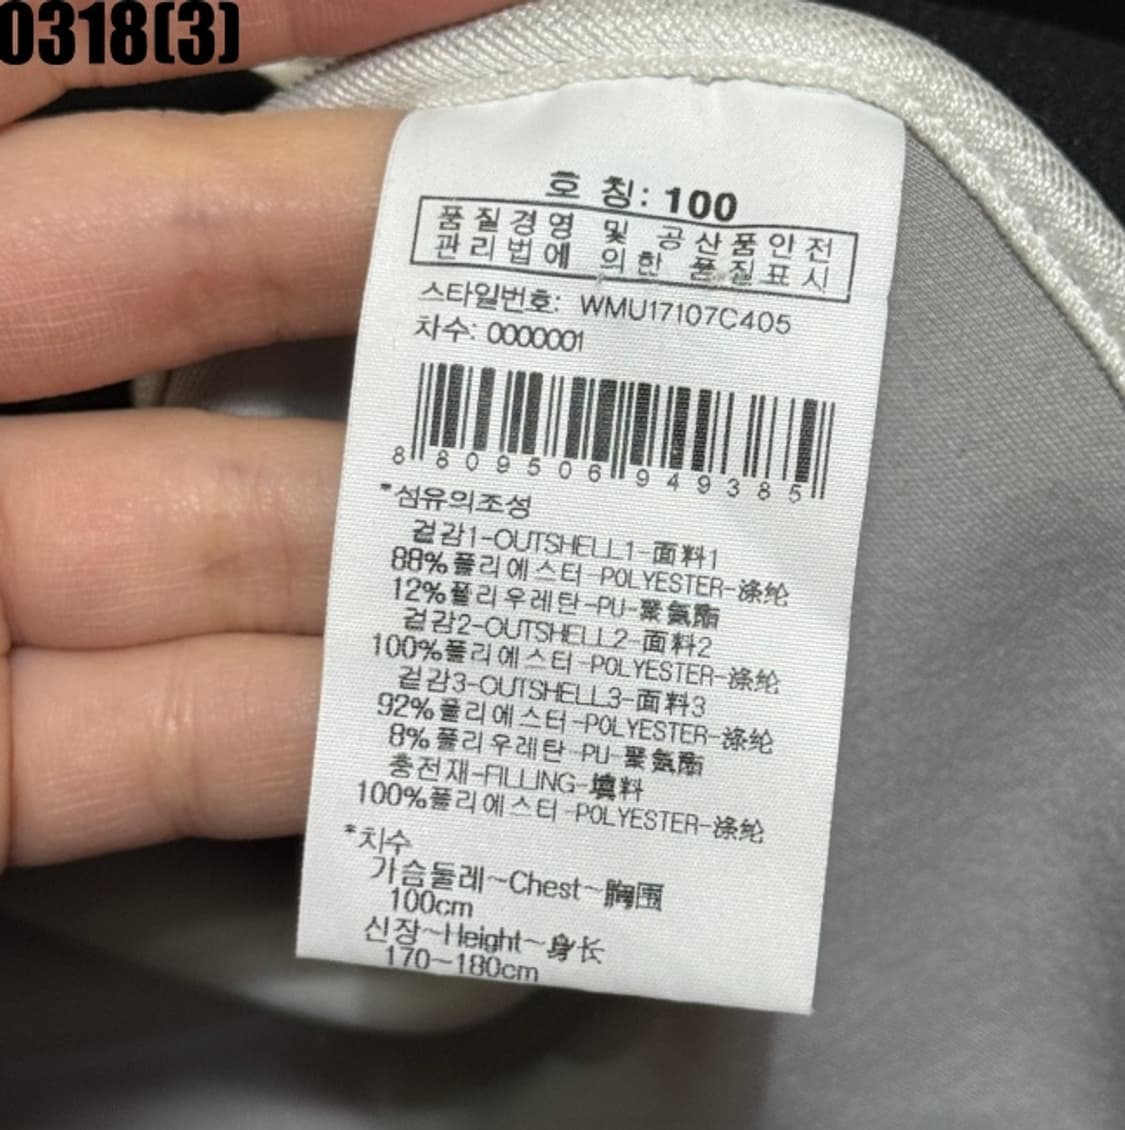 0318(3)
호 칭: 100
품질경영 및 공산품안전
관리법에 의한 품질표시
스타일번호: WMU17107C405
차수: 0000001
8 809506 949385
*섬유의조성
겉감1-OUTSHELL1-面料1
88%폴리에스터-POLYESTER-涤纶
12%폴리우레탄-PU-聚氨酯
겉감2-OUTSHELL2-面料2
100%폴리에스터-POLYESTER-涤纶
겉감3-OUTSHELL3-面料3
92%폴리에스터-POLYESTER-涤纶
8%폴리우레탄-PU-聚氨酯
충전재-FILLING-填料
100%폴리에스터-POLYESTER-涤纶
*치수
가슴둘레~Chest~胸围
100cm
신장~Height~身长
170~180cm